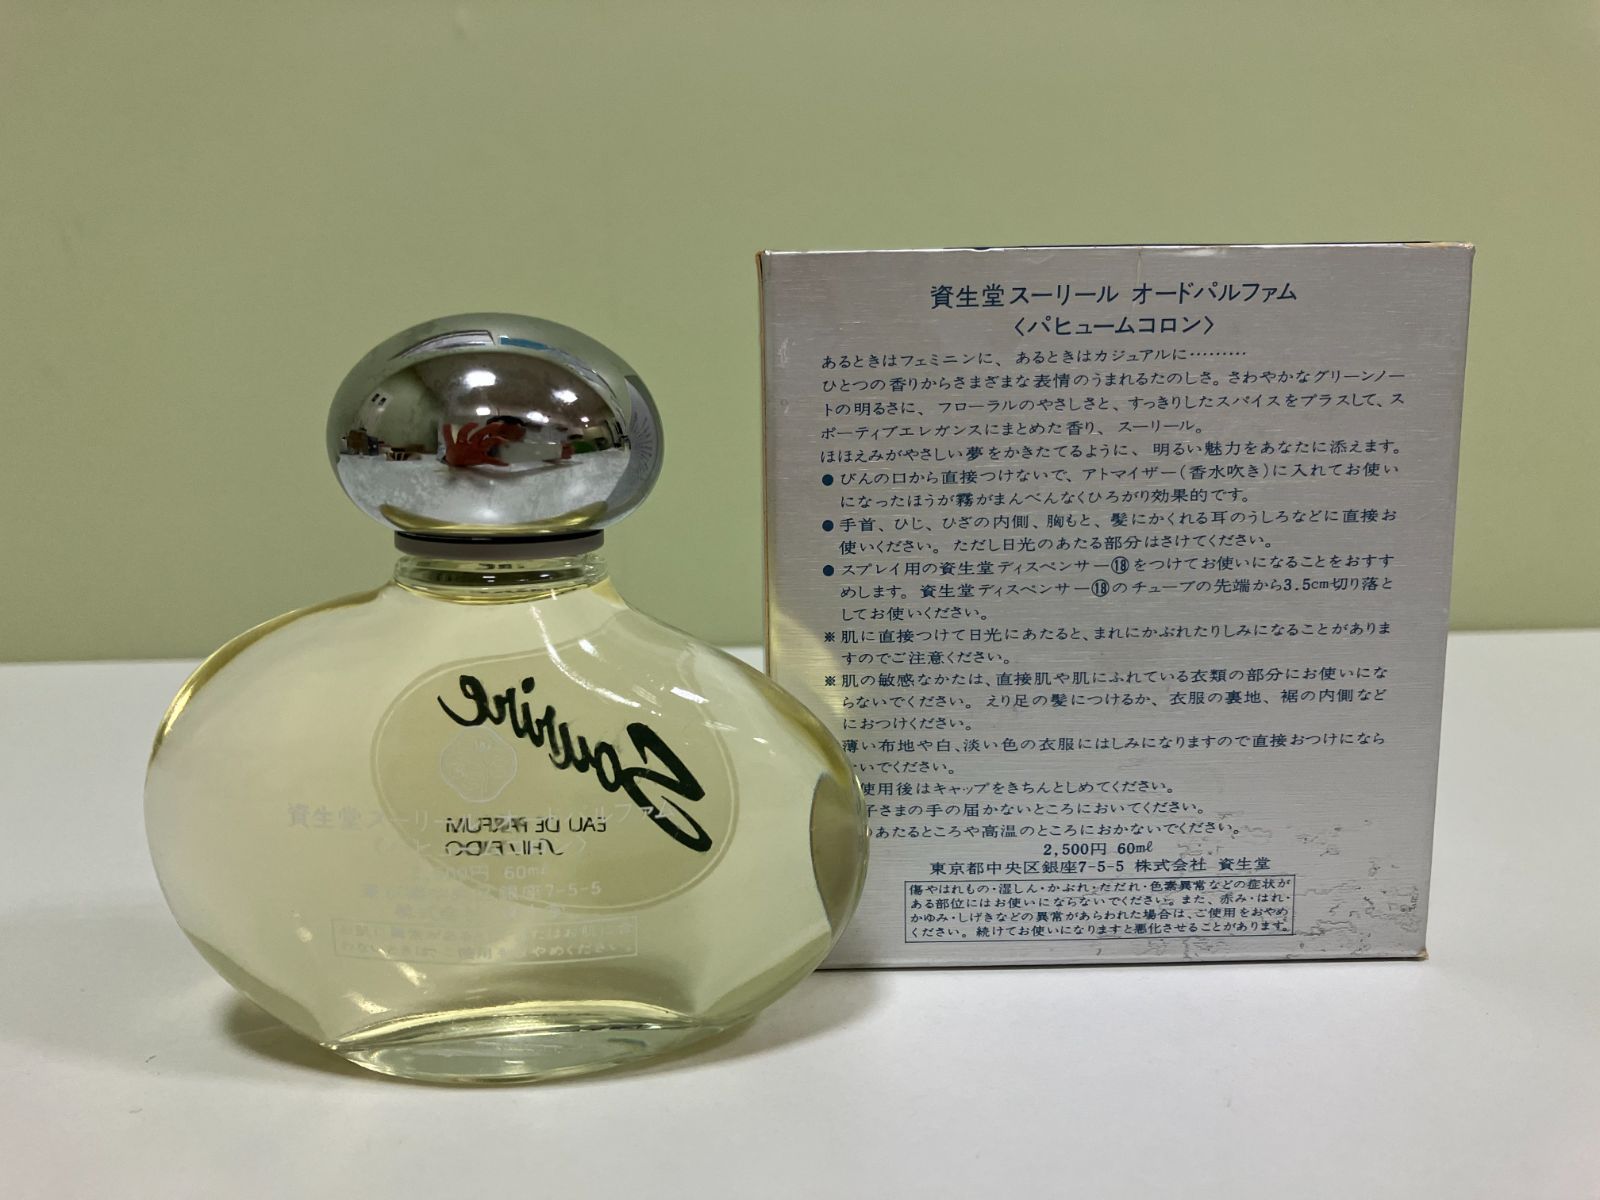 資生堂スーリール オードパルファム
〈パヒュームコロン〉
あるときはフェミニンに、あるときはカジュアルに………
ひとつの香りからさまざまな表情のうまれるたのしさ。さわやかなグリーンノー
トの明るさに、フローラルのやさしさと、すっきりしたスパイスをプラスして、ス
ポーティブエレガンスにまとめた香り、スーリール。
ほほえみがやさしい夢をかきたてるように、明るい魅力をあなたに添えます。
●びんの口から直接つけないで、アトマイザー(香水吹き)に入れてお使い
になったほうが霧がまんべんなくひろがり効果的です。
●手首、ひじ、ひざの内側、胸もと、髪にかくれる耳のうしろなどに直接お
使いください。ただし日光のあたる部分はさけてください。
●スプレイ用の資生堂ディスペンサー⑱をつけてお使いになることをおすす
めします。資生堂ディスペンサー⑱のチューブの先端から3.5cm切り落と
してお使いください。
※肌に直接つけて日光にあたると、まれにかぶれたりしみになることがありま
すのでご注意ください。
※肌の敏感なかたは、直接肌や肌にふれている衣類の部分にお使いにな
らないでください。えり足の髪につけるか、衣服の裏地、裾の内側など
におつけください。
薄い布地や白、淡い色の衣服にはしみになりますので直接おつけになら
いでください。
使用後はキャップをきちんとしめてください。
子さまの手の届かないところにおいてください。
のあたるところや高温のところにおかないでください。
2,500円 60ml
東京都中央区銀座7-5-5 株式会社 資生堂
傷やはれもの・湿しん・かぶれ・ただれ・色素異常などの症状が
ある部位にはお使いにならないでください。また、赤み・はれ・
かゆみ・しげきなどの異常があらわれた場合は、ご使用をおやめ
ください。続けてお使いになりますと悪化させることがあります。
Sourire
EAU DE PARFUM
SHISEIDO
資生堂スーリール オードパルファム
60ml
東京都中央区銀座7-5-5